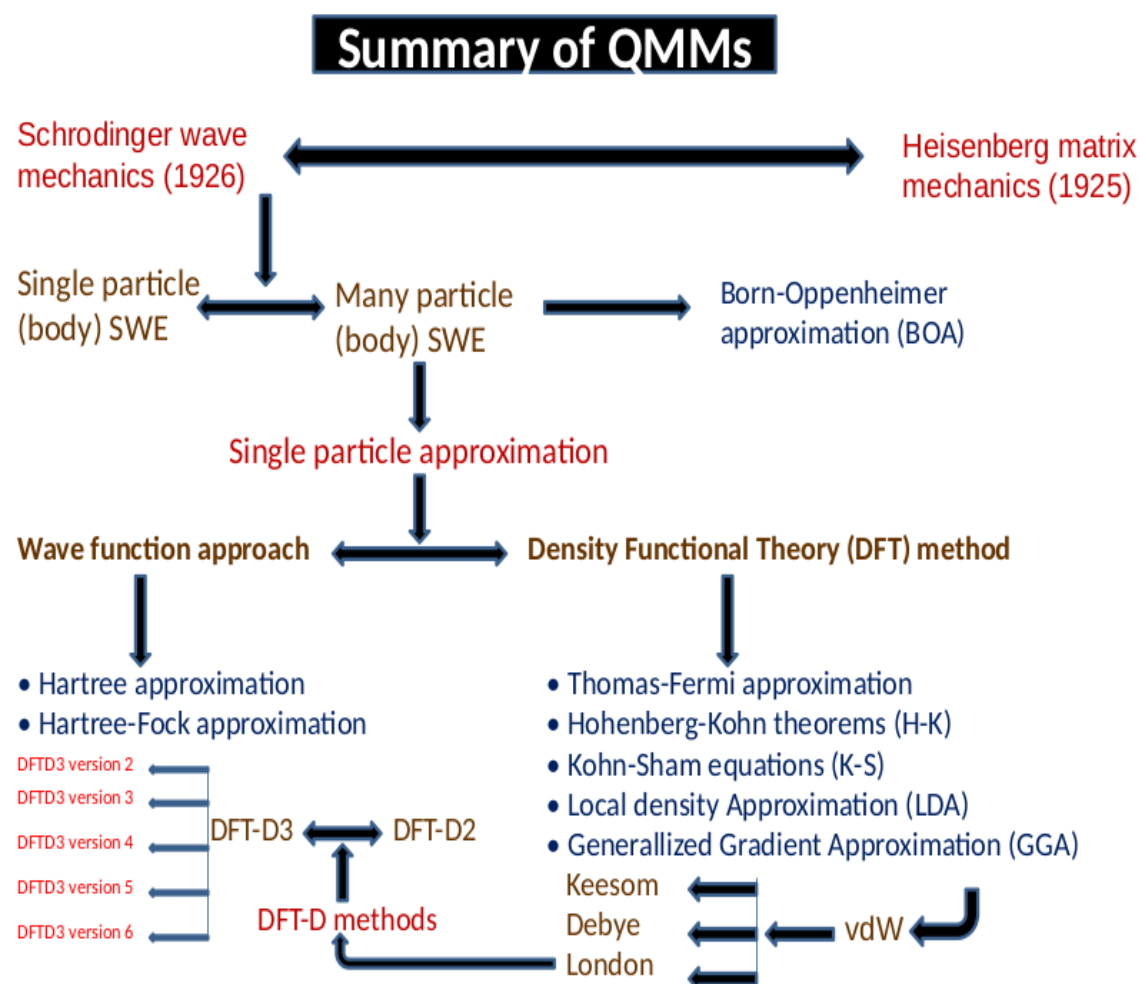 Summary of QMMs
Schrodinger wave
mechanics (1926)
Heisenberg matrix
mechanics (1925)
Single particle
(body) SWE
Many particle
(body) SWE
Born-Oppenheimer
approximation (BOA)
Single particle approximation
Wave function approach
Density Functional Theory (DFT) method
• Hartree approximation
• Hartree-Fock approximation
• Thomas-Fermi approximation
• Hohenberg-Kohn theorems (H-K)
• Kohn-Sham equations (K-S)
• Local density Approximation (LDA)
• Generallized Gradient Approximation (GGA)
DFTD3 version 2
DFTD3 version 3
DFTD3 version 4
DFTD3 version 5
DFTD3 version 6
DFT-D3
DFT-D2
DFT-D methods
Keesom
Debye
London
vdW